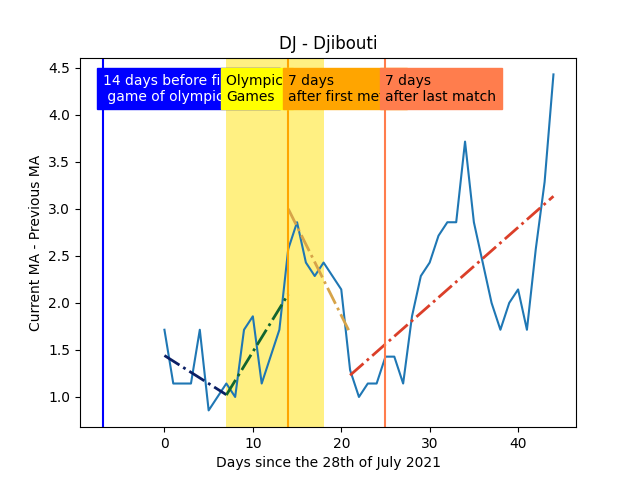 DJ - Djibouti
14 days before fi
game of olympic
Olympic
Games
7 days
after first me
7 days
after last match
4.5
4.0
3.5
3.0
2.5
2.0
1.5
1.0
Current MA - Previous MA
0
10
20
30
40
Days since the 28th of July 2021